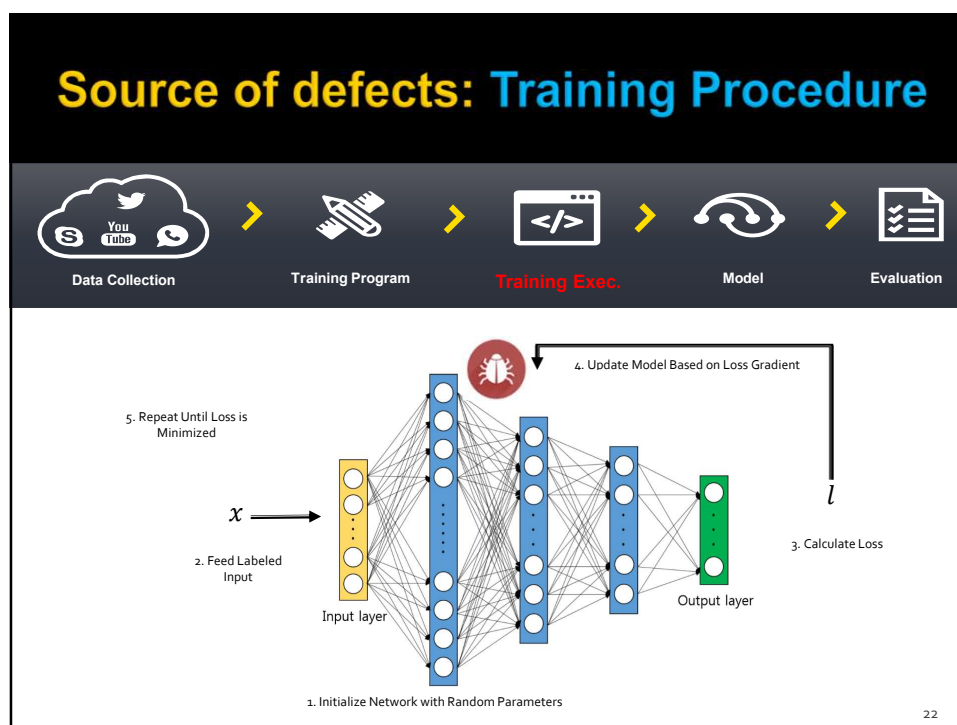 Source of defects: Training Procedure
You
Tube
S
</>
Data Collection
Training Program
Training Exec.
Model
Evaluation
4. Update Model Based on Loss Gradient
5. Repeat Until Loss is
Minimized
x
l
2. Feed Labeled
Input
3. Calculate Loss
Input layer
Output layer
1. Initialize Network with Random Parameters
22